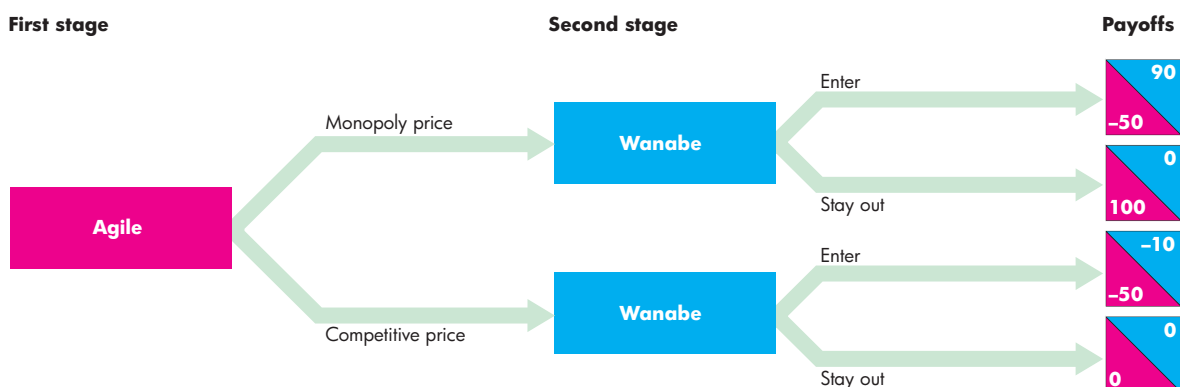 First stage
Second stage
Payoffs
Enter
90
–50
Monopoly price
Wanabe
0
Stay out
100
Agile
Enter
–10
–50
Wanabe
Competitive price
0
Stay out
0